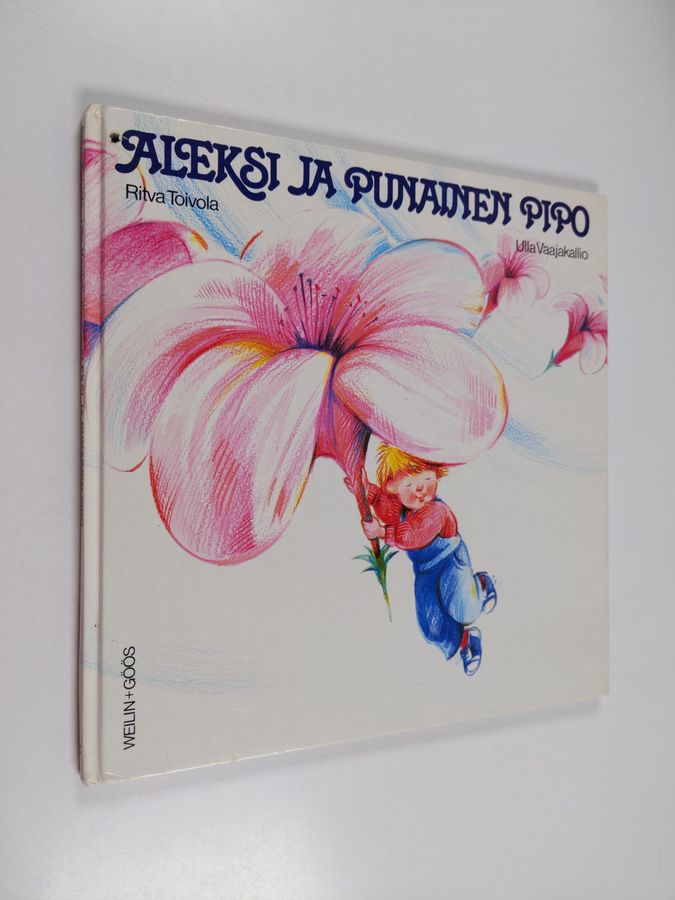 ALEKSI JA PUNAINEN PIPO
Ritva Toivola
Ulla Vaajakallio
WEILIN+GÖÖS